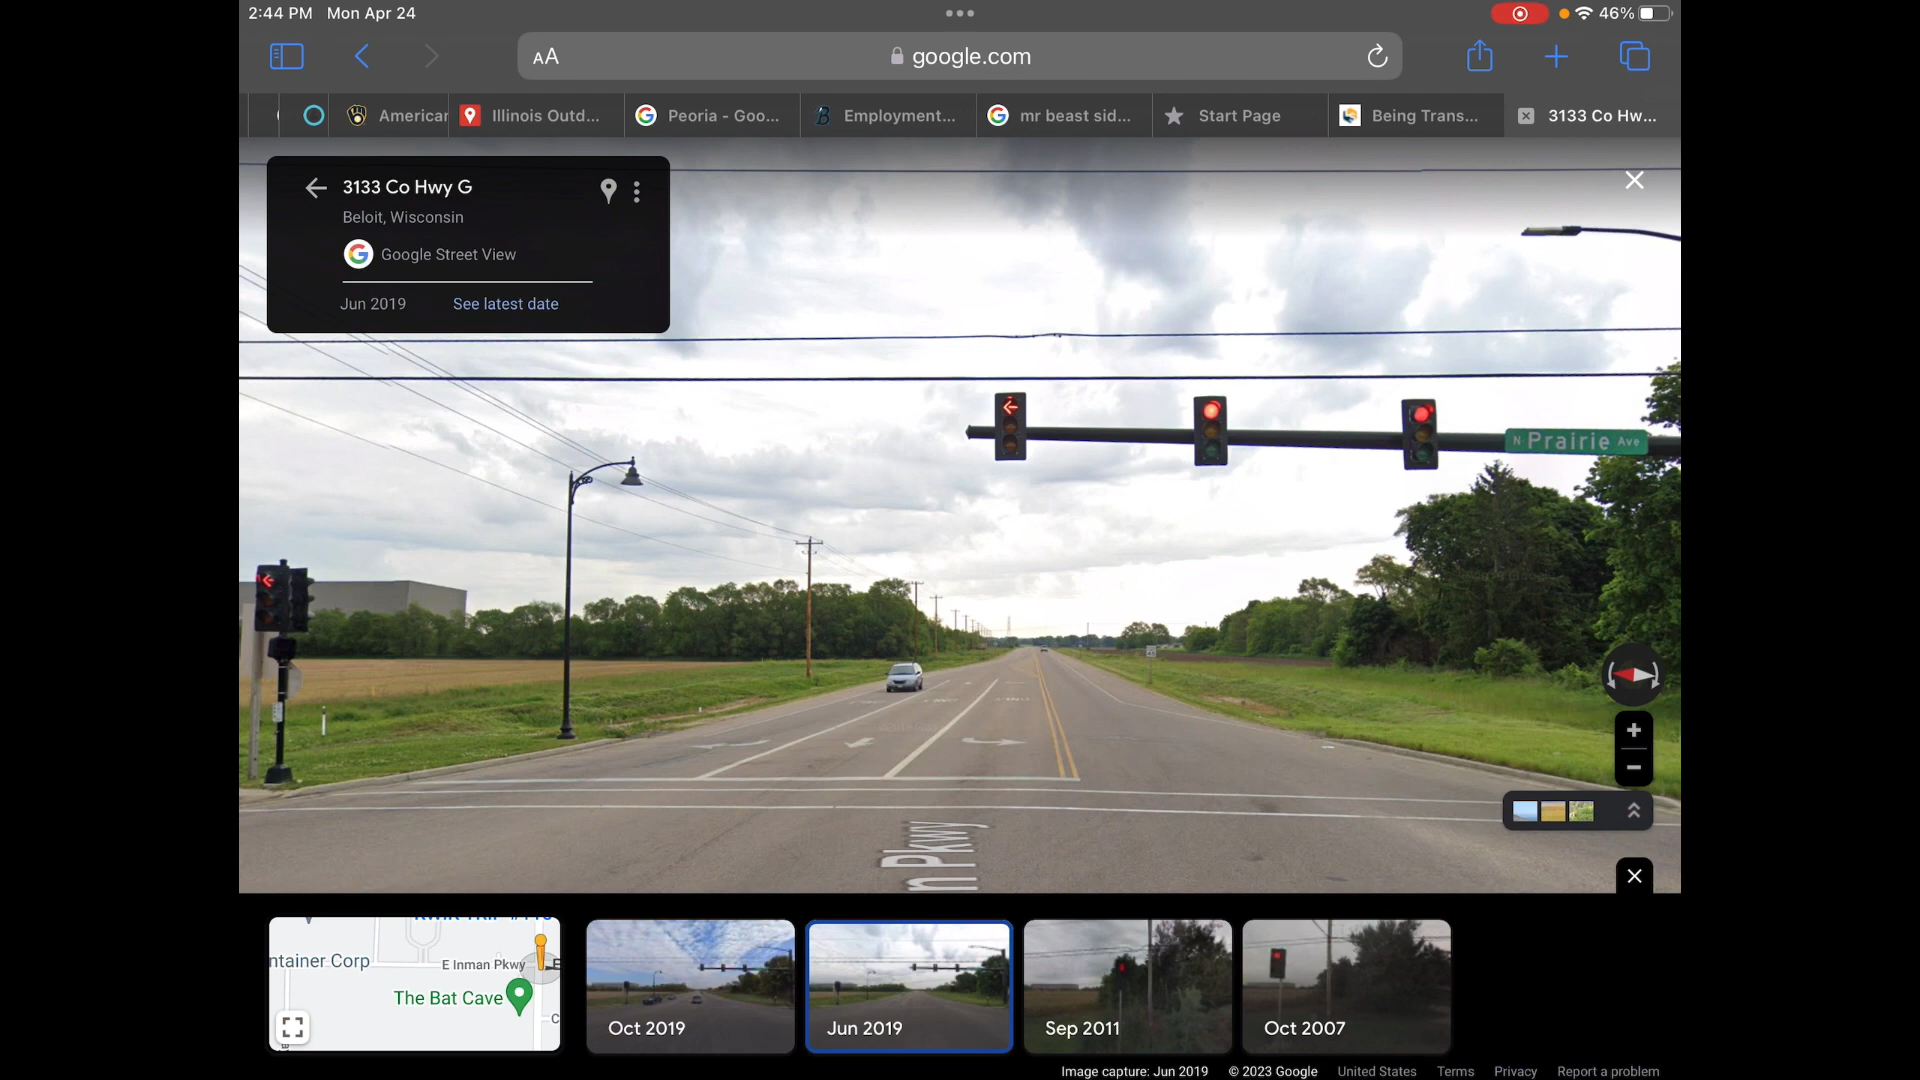 2:44 PM Mon Apr 24
46%
AA
google.com
American
Illinois Outd...
Peoria - Goo...
Employment...
mr beast sid...
Start Page
Being Trans...
3133 Co Hw...
3133 Co Hwy G
Beloit, Wisconsin
Google Street View
Jun 2019
See latest date
N Prairie Ave
n Pkwy
ntainer Corp
E Inman Pkwy
E
The Bat Cave
C
Oct 2019
Jun 2019
Sep 2011
Oct 2007
Image capture: Jun 2019
© 2023 Google
United States
Terms
Privacy
Report a problem